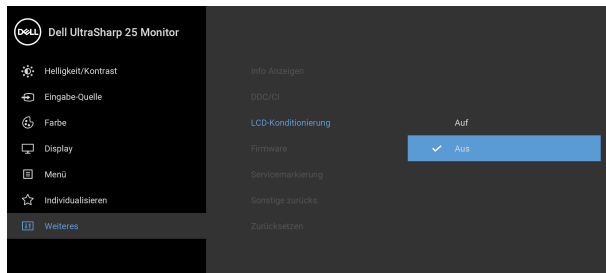 DELL Dell UltraSharp 25 Monitor
Helligkeit/Kontrast
Eingabe-Quelle
Farbe
Display
Menü
Individualisieren
Weiteres
Info Anzeigen
DDC/CI
LCD-Konditionierung
Firmware
Servicemarkierung
Sonstige zurücks.
Zurücksetzen
Auf
Aus